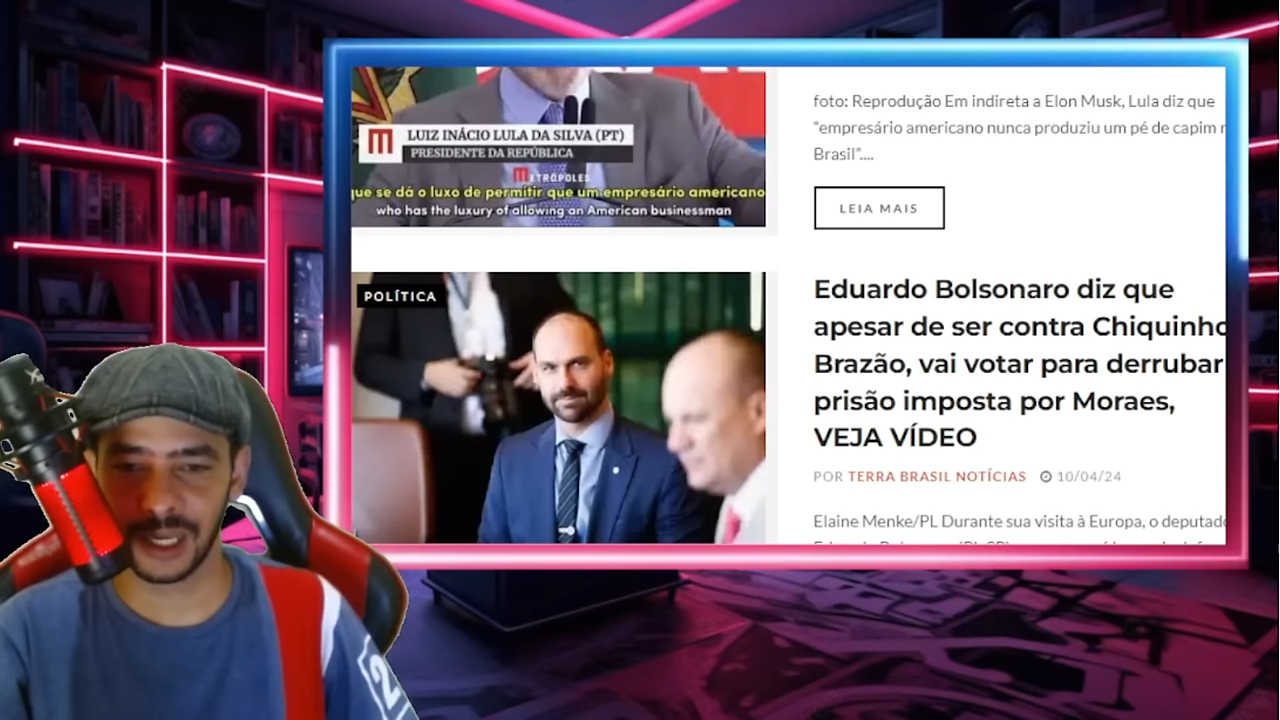 LUIZ INÁCIO LULA DA SILVA (PT)
PRESIDENTE DA REPÚBLICA
METRÓPOLES
que se dá o luxo de permitir que um empresário americano
who has the luxury of allowing an American businessman
foto: Reprodução Em indireta a Elon Musk, Lula diz que
“empresário americano nunca produziu um pé de capim
Brasil”....
LEIA MAIS
POLÍTICA
Eduardo Bolsonaro diz que
apesar de ser contra Chiquinho
Brazão, vai votar para derrubar
prisão imposta por Moraes,
VEJA VÍDEO
POR TERRA BRASIL NOTÍCIAS 10/04/24
Elaine Menke/PL Durante sua visita à Europa, o deputado
2